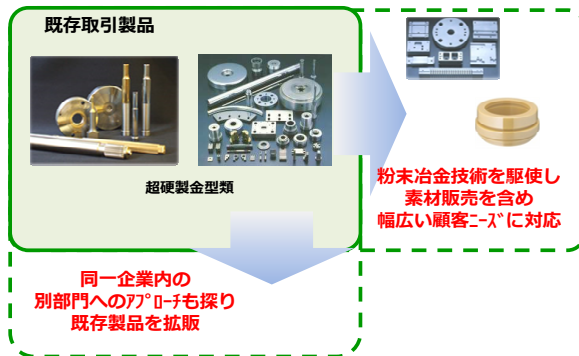 既存取引製品
超硬製金型類
粉末冶金技術を駆使し
素材販売を含め
幅広い顧客ﾆｰｽﾞに対応
同一企業内の
別部門へのｱﾌﾟﾛｰﾁも探り
既存製品を拡販